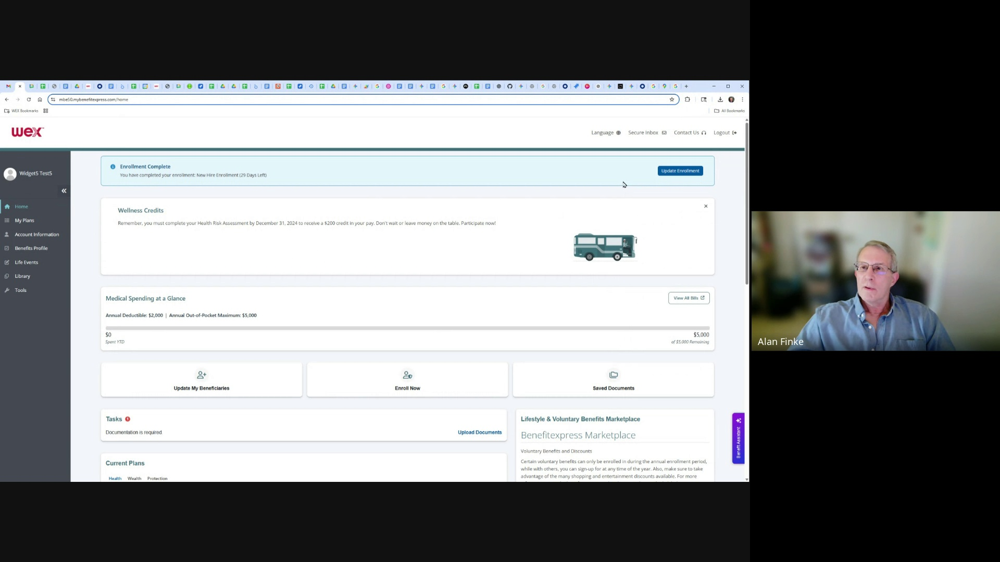 mbe50.mybenefitexpress.com/home
WEX Bookmarks
All Bookmarks
wex
Language
Secure Inbox
Contact Us
Logout
Widget5 Test5
Home
My Plans
Account Information
Benefits Profile
Life Events
Library
Tools
Enrollment Complete
You have completed your enrollment: New Hire Enrollment (29 Days Left)
Update Enrollment
Wellness Credits
Remember, you must complete your Health Risk Assessment by December 31, 2024 to receive a $200 credit in your pay. Don't wait or leave money on the table. Participate now!
Medical Spending at a Glance
View All Bills
Annual Deductible: $2,000 | Annual Out-of-Pocket Maximum: $5,000
$0
$5,000
Spent YTD
of $5,000 Remaining
Update My Beneficiaries
Enroll Now
Saved Documents
Tasks 1
Documentation is required.
Upload Documents
Current Plans
Health Wealth Protection
Lifestyle & Voluntary Benefits Marketplace
Benefitexpress Marketplace
Voluntary Benefits and Discounts
Certain voluntary benefits can only be enrolled in during the annual enrollment period,
while with others, you can sign-up for at any time of the year. Also, make sure to take
advantage of the many shopping and entertainment discounts available. For more
Benefit Assistant
Alan Finke